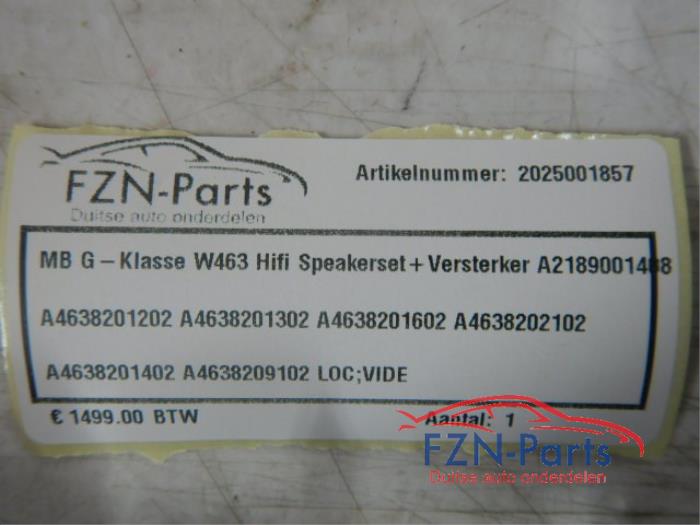 FZN-Parts
Duitse auto onderdelen
Artikelnummer: 2025001857
MB G-Klasse W463 Hifi Speakerset+Versterker
A4638201202 A4638201302 A4638201602 A4638202102
A4638201402 A4638209102 LOC;VIDE
€ 1499.00 BTW
Aantal: 1
FZN-Parts
Duitse auto onderdelen